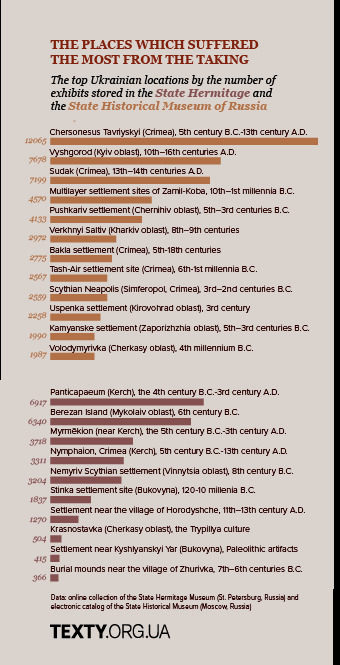 THE PLACES WHICH SUFFERED
THE MOST FROM THE TAKING
The top Ukrainian locations by the number of
exhibits stored in the State Hermitage and
the State Historical Museum of Russia
Chersonesus Tavriyskyi (Crimea), 5th century B.C.-13th century A.D.
12065
Vyshgorod (Kyiv oblast), 10th–16th centuries A.D.
7678
Sudak (Crimea), 13th–14th centuries A.D.
7199
Multilayer settlement sites of Zamil-Koba, 10th–1st millennia B.C.
4570
Pushkariv settlement (Chernihiv oblast), 5th–3rd centuries B.C.
4133
Verkhnyi Saltiv (Kharkiv oblast), 8th–9th centuries
2972
Bakla settlement (Crimea), 5th-18th centuries
2775
Tash-Air settlement site (Crimea), 6th-1st millennia B.C.
2567
Scythian Neapolis (Simferopol, Crimea), 3rd–2nd centuries B.C.
2559
Uspenka settlement (Kirovohrad oblast), 3rd century
2258
Kamyanske settlement (Zaporizhzhia oblast), 5th–3rd centuries B.C.
1990
Volodymyrivka (Cherkasy oblast), 4th millennium B.C.
1987
Panticapaeum (Kerch), the 4th century B.C.-3rd century A.D.
6917
Berezan Island (Mykolaiv oblast), 6th century B.C.
6340
Myrmēkion (near Kerch), the 5th century B.C.-3th century A.D.
3718
Nymphaion, Crimea (Kerch), 5th century B.C.-13th century A.D.
3311
Nemyriv Scythian settlement (Vinnytsia oblast), 8th century B.C.
3204
Stinka settlement site (Bukovyna), 120-10 millenia B.C.
1837
Settlement near the village of Horodyshche, 11th–13th century A.D.
1270
Krasnostavka (Cherkasy oblast), the Trypillya culture
504
Settlement near Kyshlyanskyi Yar (Bukovyna), Paleolithic artifacts
415
Burial mounds near the village of Zhurivka, 7th–6th centuries B.C.
366
Data: online collection of the State Hermitage Museum (St. Petersburg, Russia) and
electronic catalog of the State Historical Museum (Moscow, Russia)
TEXTY.ORG.UA